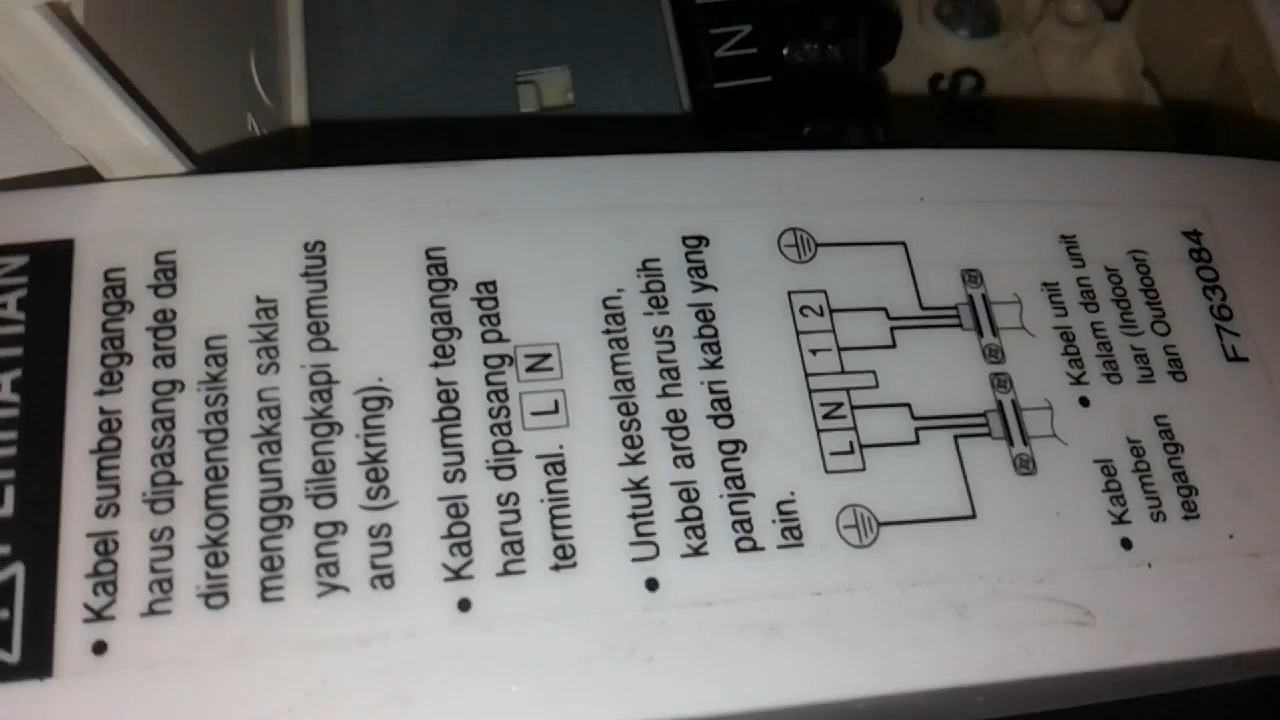 PERHATIAN
• Kabel sumber tegangan
harus dipasang arde dan
direkomendasikan
menggunakan saklar
yang dilengkapi pemutus
arus (sekring).
• Kabel sumber tegangan
harus dipasang pada
terminal. L N
• Untuk keselamatan,
kabel arde harus lebih
panjang dari kabel yang
lain.
L N 1 2
• Kabel
sumber
tegangan
• Kabel unit
dalam dan unit
luar (Indoor
dan Outdoor)
F763084